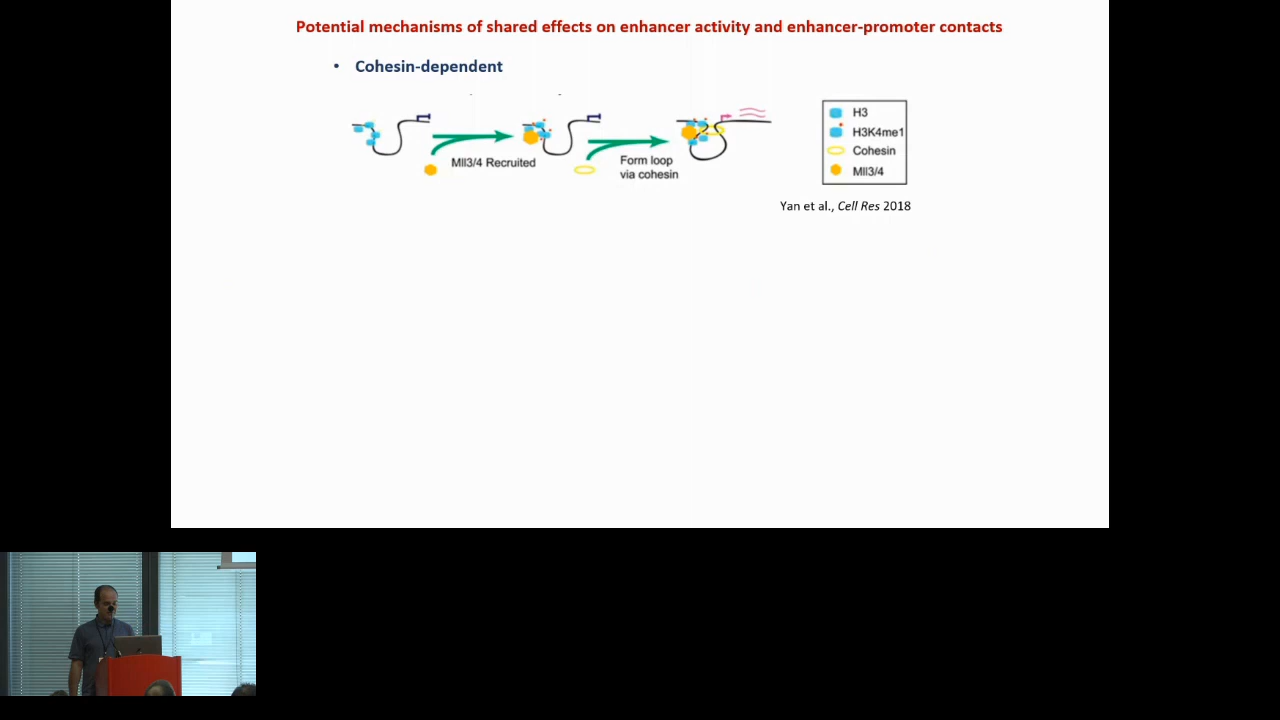 Potential mechanisms of shared effects on enhancer activity and enhancer-promoter contacts
• Cohesin-dependent
Mll3/4 Recruited
Form loop
via cohesin
H3
H3K4me1
Cohesin
Mll3/4
Yan et al., Cell Res 2018